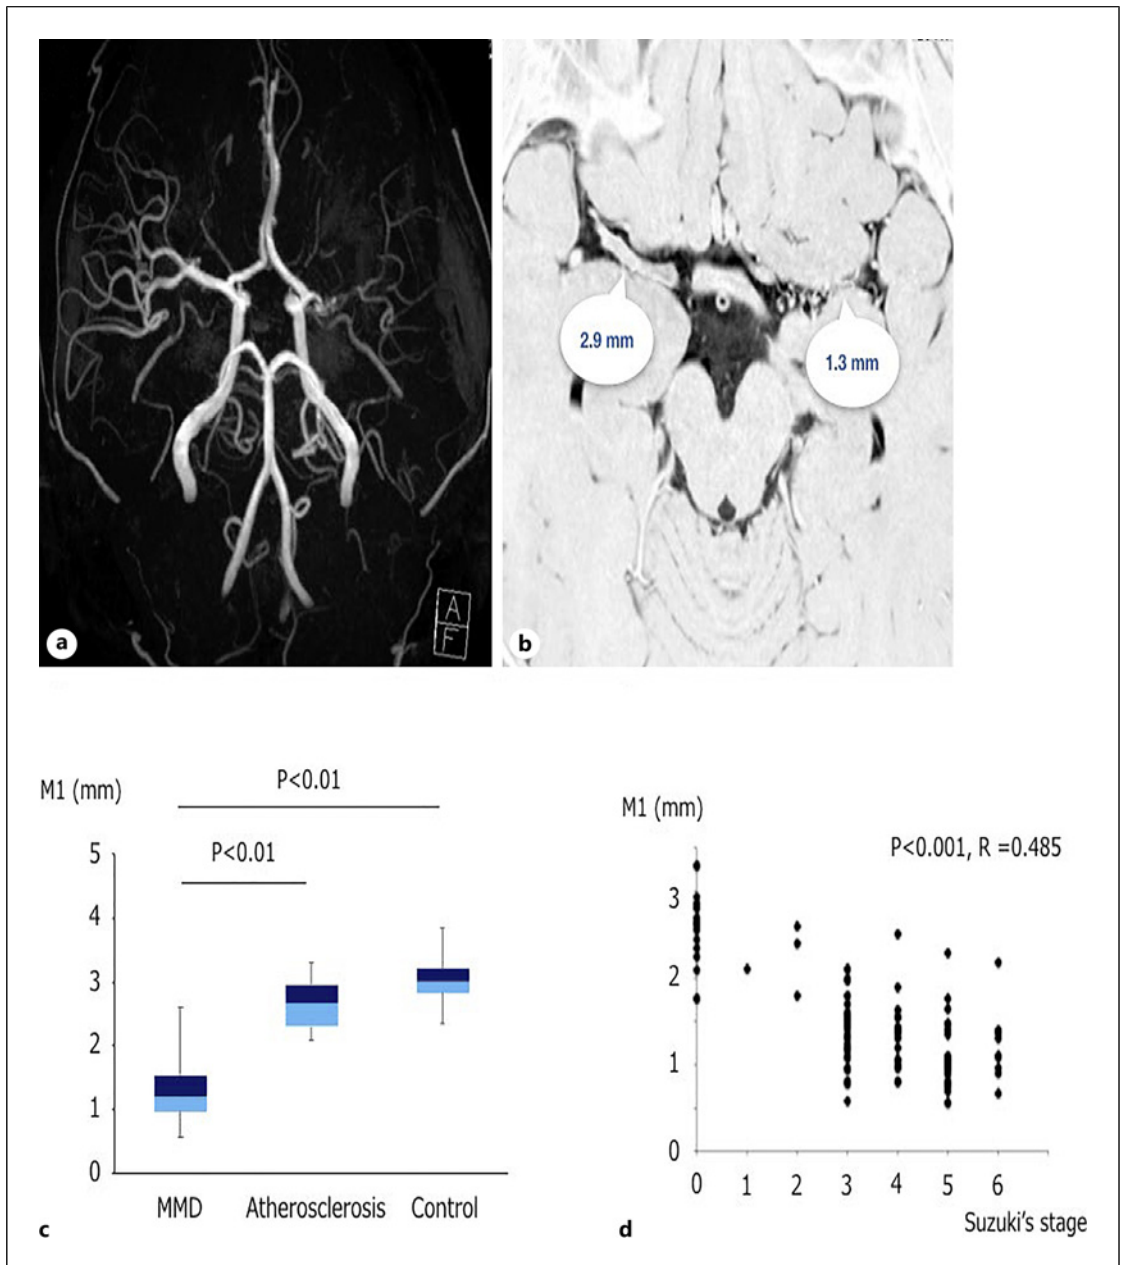 A
F
a
b
2.9 mm
1.3 mm
M1 (mm)
P<0.01
P<0.01
5
4
3
2
1
0
MMD
Atherosclerosis
Control
c
M1 (mm)
P<0.001, R =0.485
3
2
1
0
0
1
2
3
4
5
6
Suzuki's stage
d